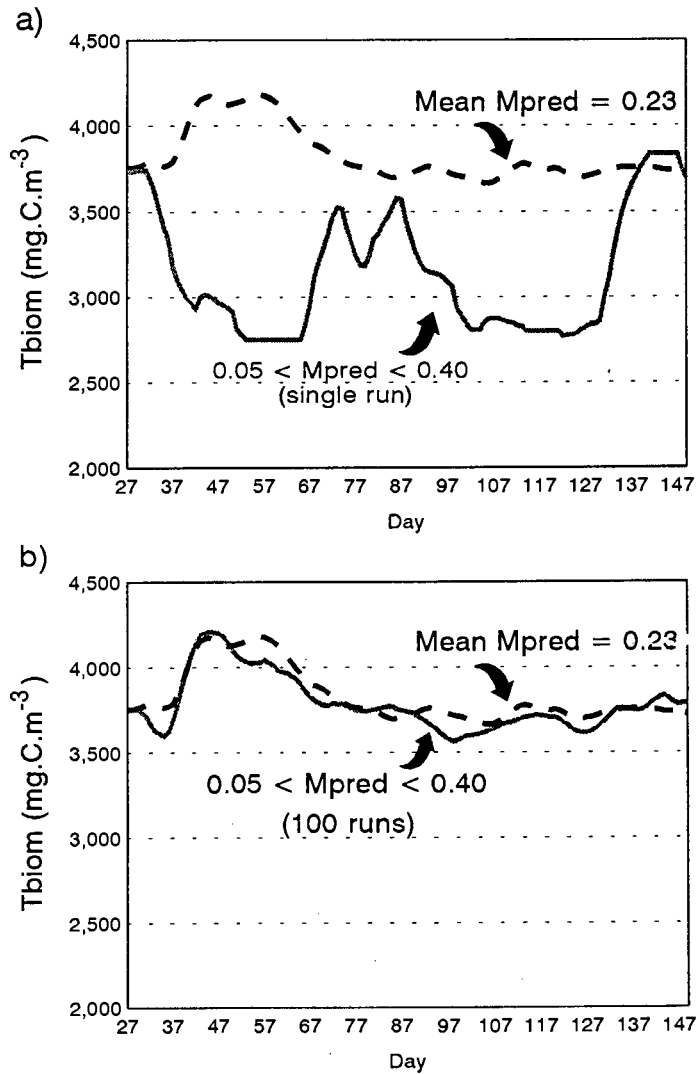 a)
4,500
4,000
3,500
3,000
2,500
2,000
Tbiom (mg.C.m⁻³)
Mean Mpred = 0.23
0.05 < Mpred < 0.40
(single run)
27 37 47 57 67 77 87 97 107 117 127 137 147
Day
b)
4,500
4,000
3,500
3,000
2,500
2,000
Tbiom (mg.C.m⁻³)
Mean Mpred = 0.23
0.05 < Mpred < 0.40
(100 runs)
27 37 47 57 67 77 87 97 107 117 127 137 147
Day